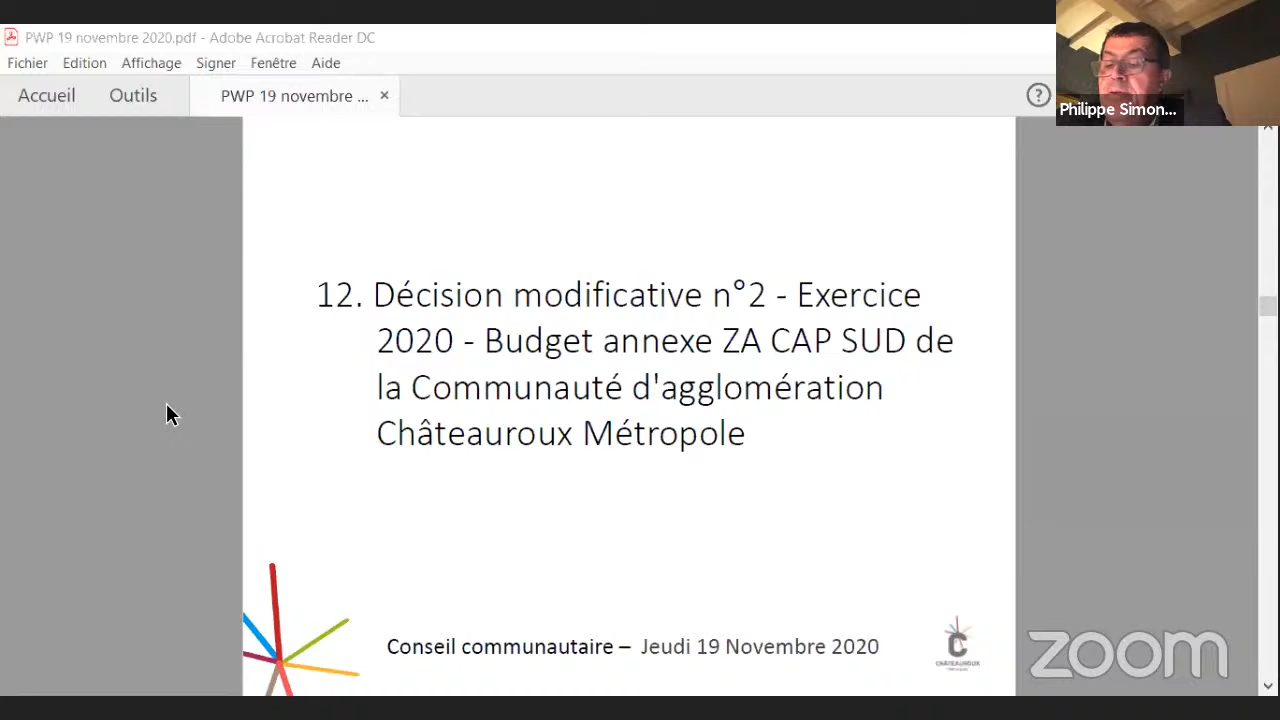 PWP 19 novembre 2020.pdf - Adobe Acrobat Reader DC
Fichier Edition Affichage Signer Fenêtre Aide
Accueil Outils PWP 19 novembre ... × ?
Philippe Simon...
12. Décision modificative n°2 - Exercice
2020 - Budget annexe ZA CAP SUD de
la Communauté d'agglomération
Châteauroux Métropole
Conseil communautaire – Jeudi 19 Novembre 2020
CHÂTEAUROUX
zoom